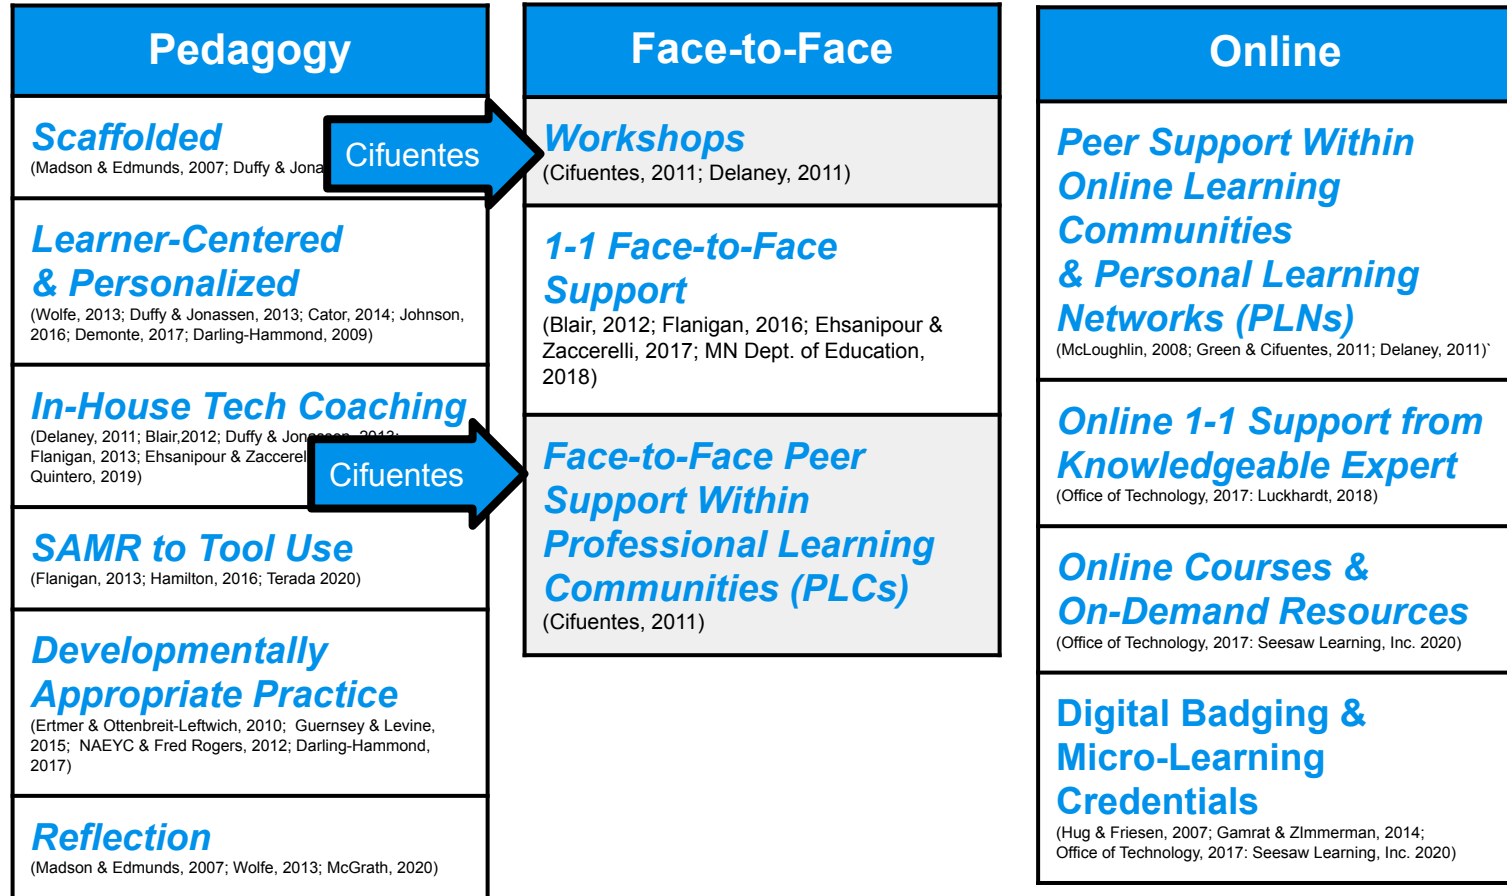 Pedagogy
Scaffolded
(Madson & Edmunds, 2007; Duffy &
Cifuentes
Learner-Centered
& Personalized
(Wolfe, 2013; Duffy & Jonassen, 2013; Cator, 2014; Johnson,
2016; Demonte, 2017; Darling-Hammond, 2009)
In-House Tech Coaching
(Delaney, 2011; Blair,2012; Duffy & Jonassen, 2013;
Flanigan, 2013; Ehsanipour &
Quintero, 2019)
Cifuentes
SAMR to Tool Use
(Flanigan, 2013; Hamilton, 2016; Terada 2020)
Developmentally
Appropriate Practice
(Ertmer & Ottenbreit-Leftwich, 2010; Guernsey & Levine,
2015; NAEYC & Fred Rogers, 2012; Darling-Hammond,
2017)
Reflection
(Madson & Edmunds, 2007; Wolfe, 2013; McGrath, 2020)
Face-to-Face
Workshops
(Cifuentes, 2011; Delaney, 2011)
1-1 Face-to-Face
Support
(Blair, 2012; Flanigan, 2016; Ehsanipour &
Zaccerelli, 2017; MN Dept. of Education,
2018)
Face-to-Face Peer
Support Within
Professional Learning
Communities (PLCs)
(Cifuentes, 2011)
Online
Peer Support Within
Online Learning
Communities
& Personal Learning
Networks (PLNs)
(McLoughlin, 2008; Green & Cifuentes, 2011; Delaney, 2011)`
Online 1-1 Support from
Knowledgeable Expert
(Office of Technology, 2017: Luckhardt, 2018)
Online Courses &
On-Demand Resources
(Office of Technology, 2017: Seesaw Learning, Inc. 2020)
Digital Badging &
Micro-Learning
Credentials
(Hug & Friesen, 2007; Gamrat & ZImmerman, 2014;
Office of Technology, 2017: Seesaw Learning, Inc. 2020)